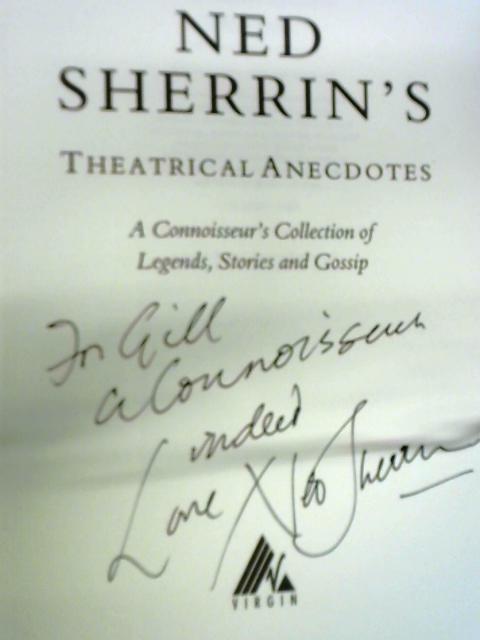 NED
SHERRIN'S
THEATRICAL ANECDOTES
A Connoisseur's Collection of
Legends, Stories and Gossip
For Gill
a Connoisseur
indeed
Love Ned Sherrin
VIRGIN